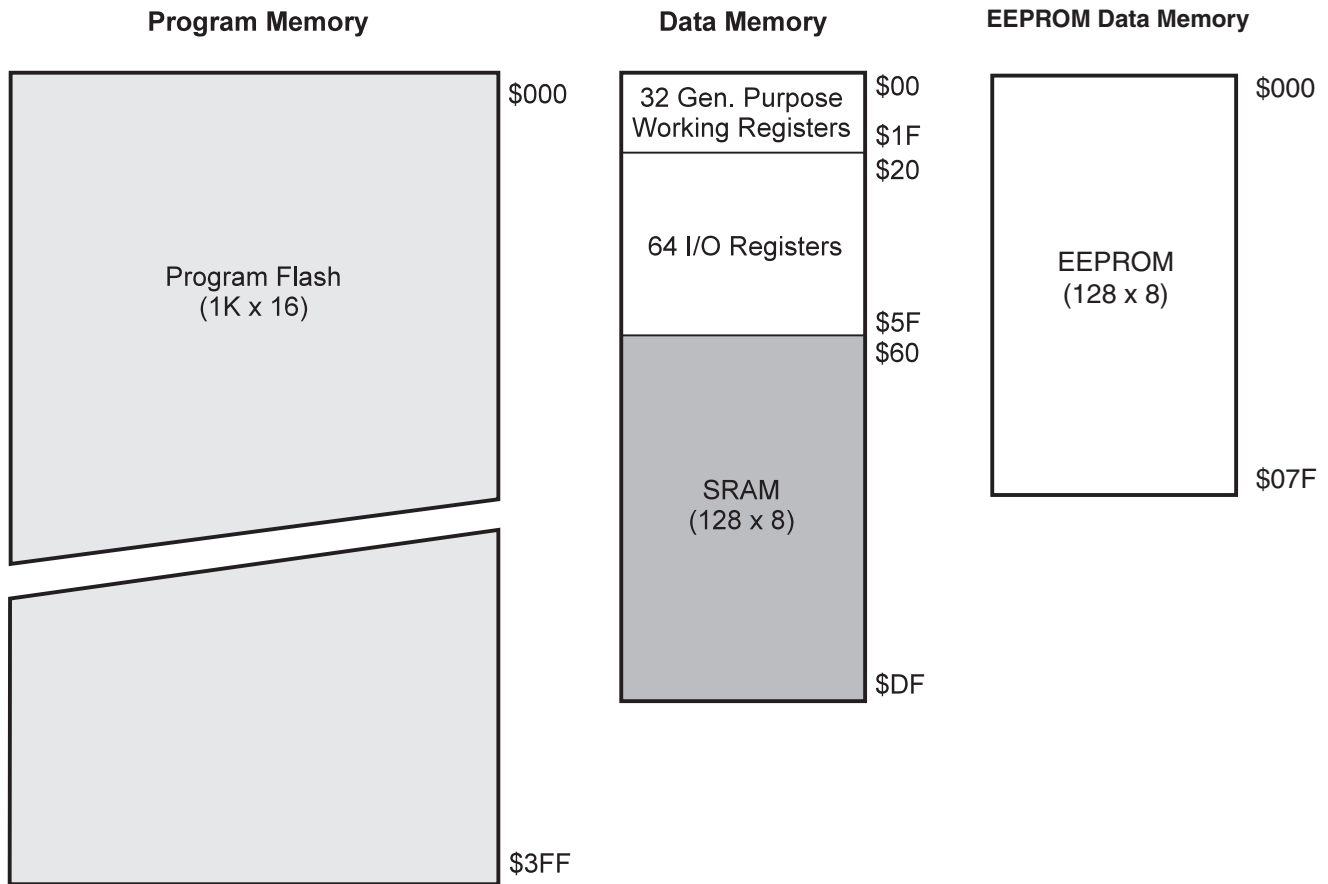 Program Memory
$000
Program Flash
(1K x 16)
$3FF
Data Memory
32 Gen. Purpose
Working Registers
$00
$1F
$20
64 I/O Registers
$5F
$60
SRAM
(128 x 8)
$DF
EEPROM Data Memory
$000
EEPROM
(128 x 8)
$07F